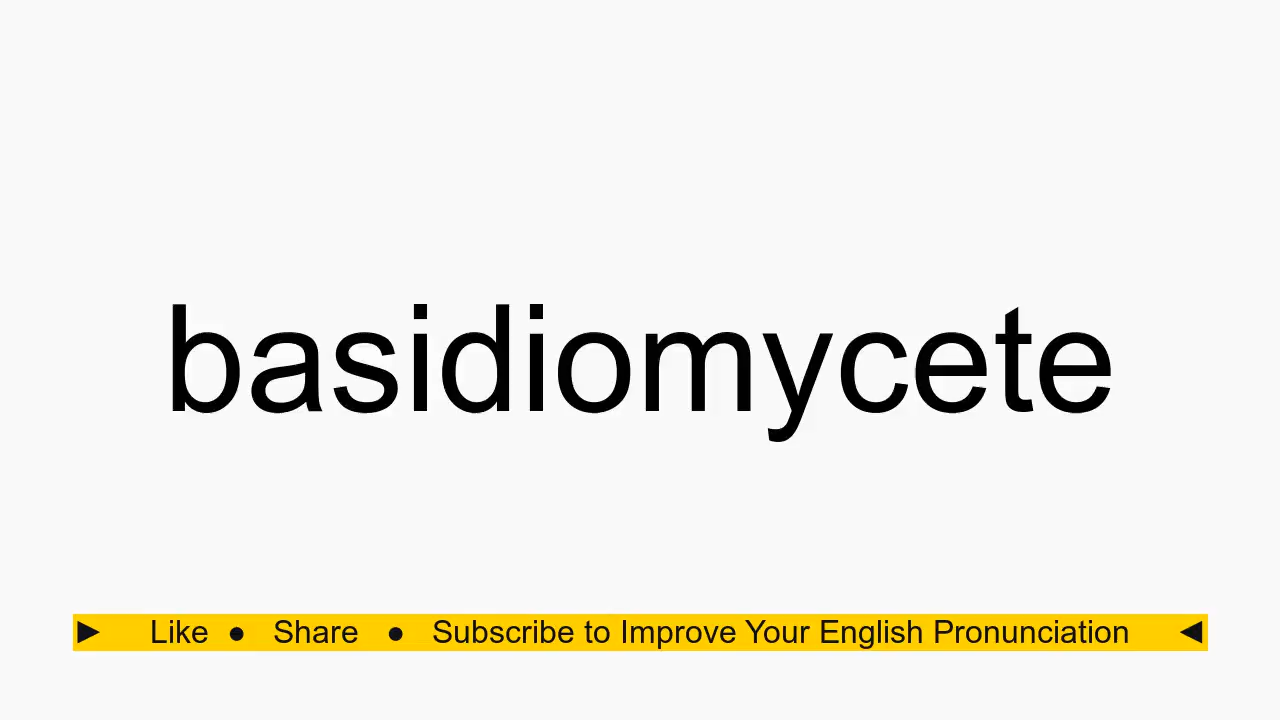 basidiomycete
▶ Like ● Share ● Subscribe to Improve Your English Pronunciation ◀